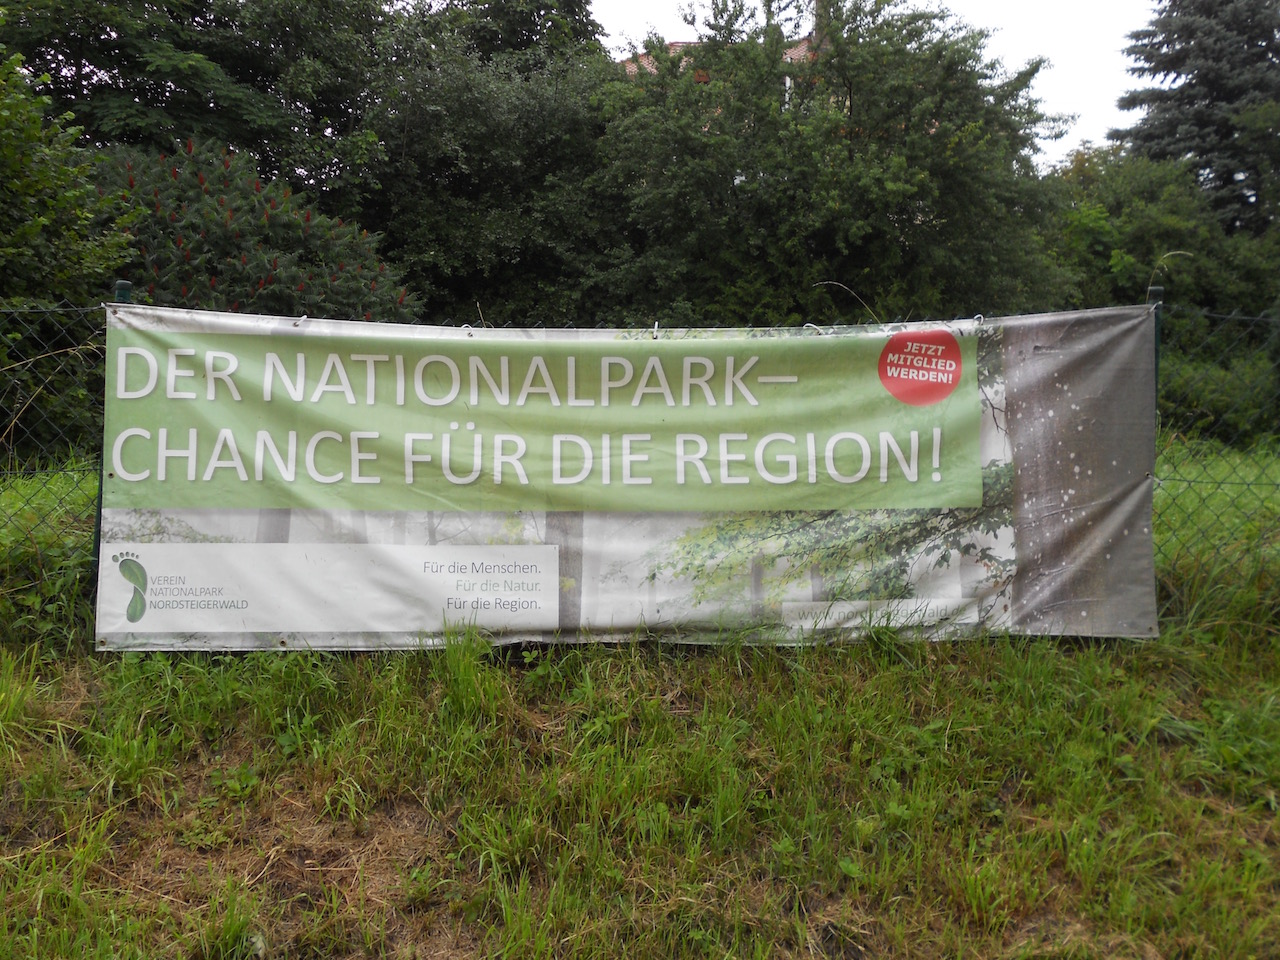 DER NATIONALPARK–
CHANCE FÜR DIE REGION!
JETZT
MITGLIED
WERDEN!
VEREIN
NATIONALPARK
NORDSTEIGERWALD
Für die Menschen.
Für die Natur.
Für die Region.